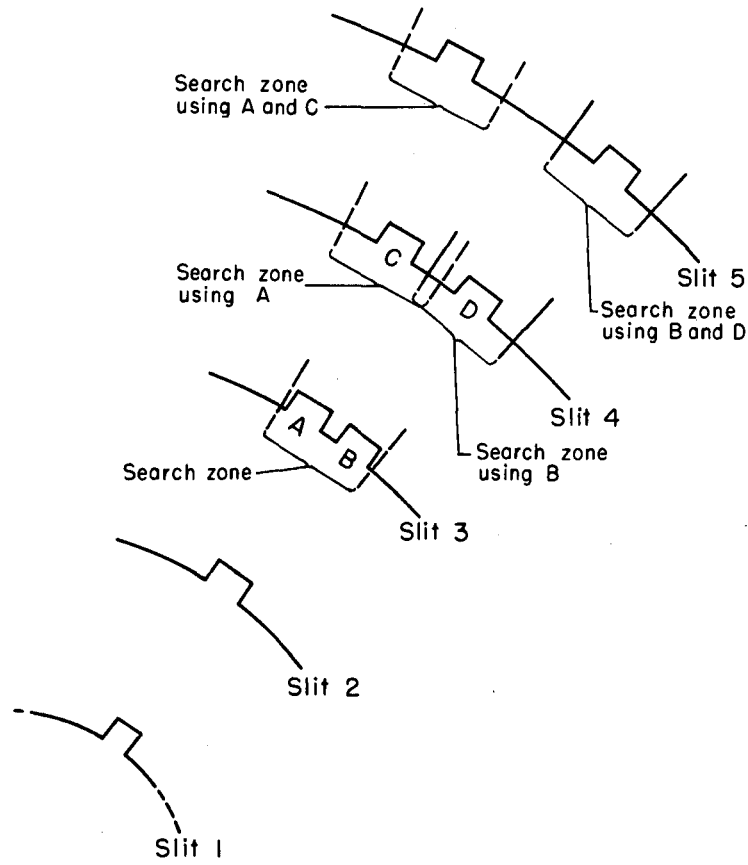 Search zone
using A and C
Slit 5
Search zone
using B and D
C
Search zone
using A
D
Slit 4
A
B
Search zone
using B
Search zone
Slit 3
Slit 2
Slit 1